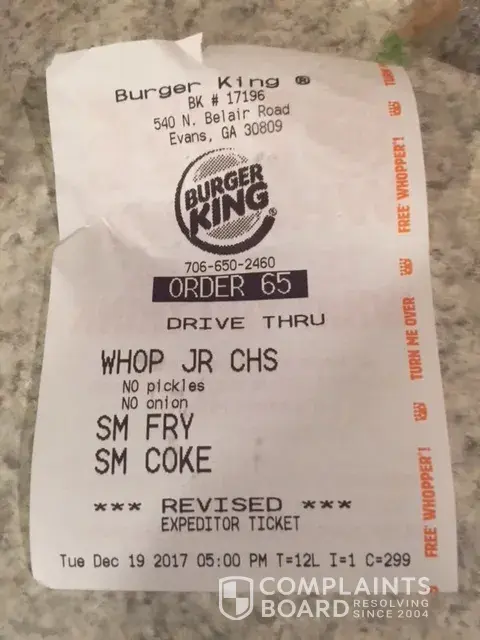 Burger King ®
BK # 17196
540 N. Belair Road
Evans, GA 30809
BURGER
KING ®
706-650-2460
ORDER 65
DRIVE THRU
WHOP JR CHS
NO pickles
NO onion
SM FRY
SM COKE
*** REVISED ***
EXPEDITOR TICKET
Tue Dec 19 2017 05:00 PM T=12L I=1 C=299
FREE WHOPPER! TURN
TURN ME OVER
FREE WHOPPER!
COMPLAINTS
BOARD RESOLVING
SINCE 2004